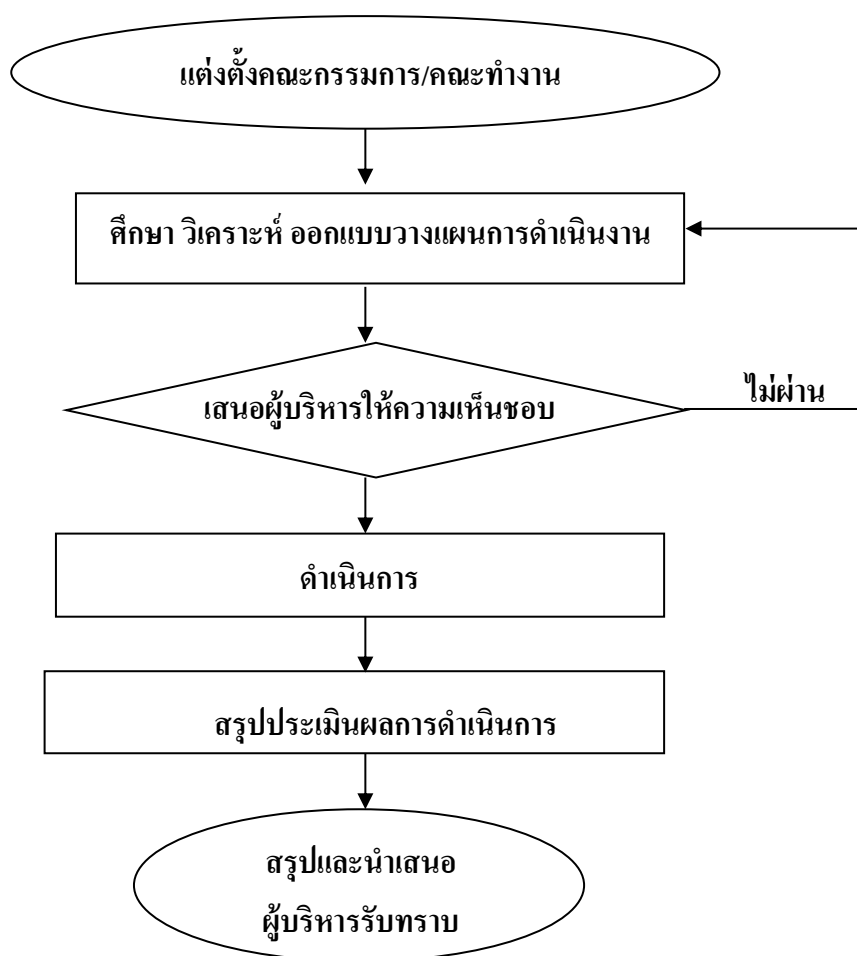 แต่งตั้งคณะกรรมการ/คณะทำงาน
ศึกษา วิเคราะห์ ออกแบบวางแผนการดำเนินงาน
เสนอผู้บริหารให้ความเห็นชอบ
ไม่ผ่าน
ดำเนินการ
สรุปประเมินผลการดำเนินการ
สรุปและนำเสนอ
ผู้บริหารรับทราบ